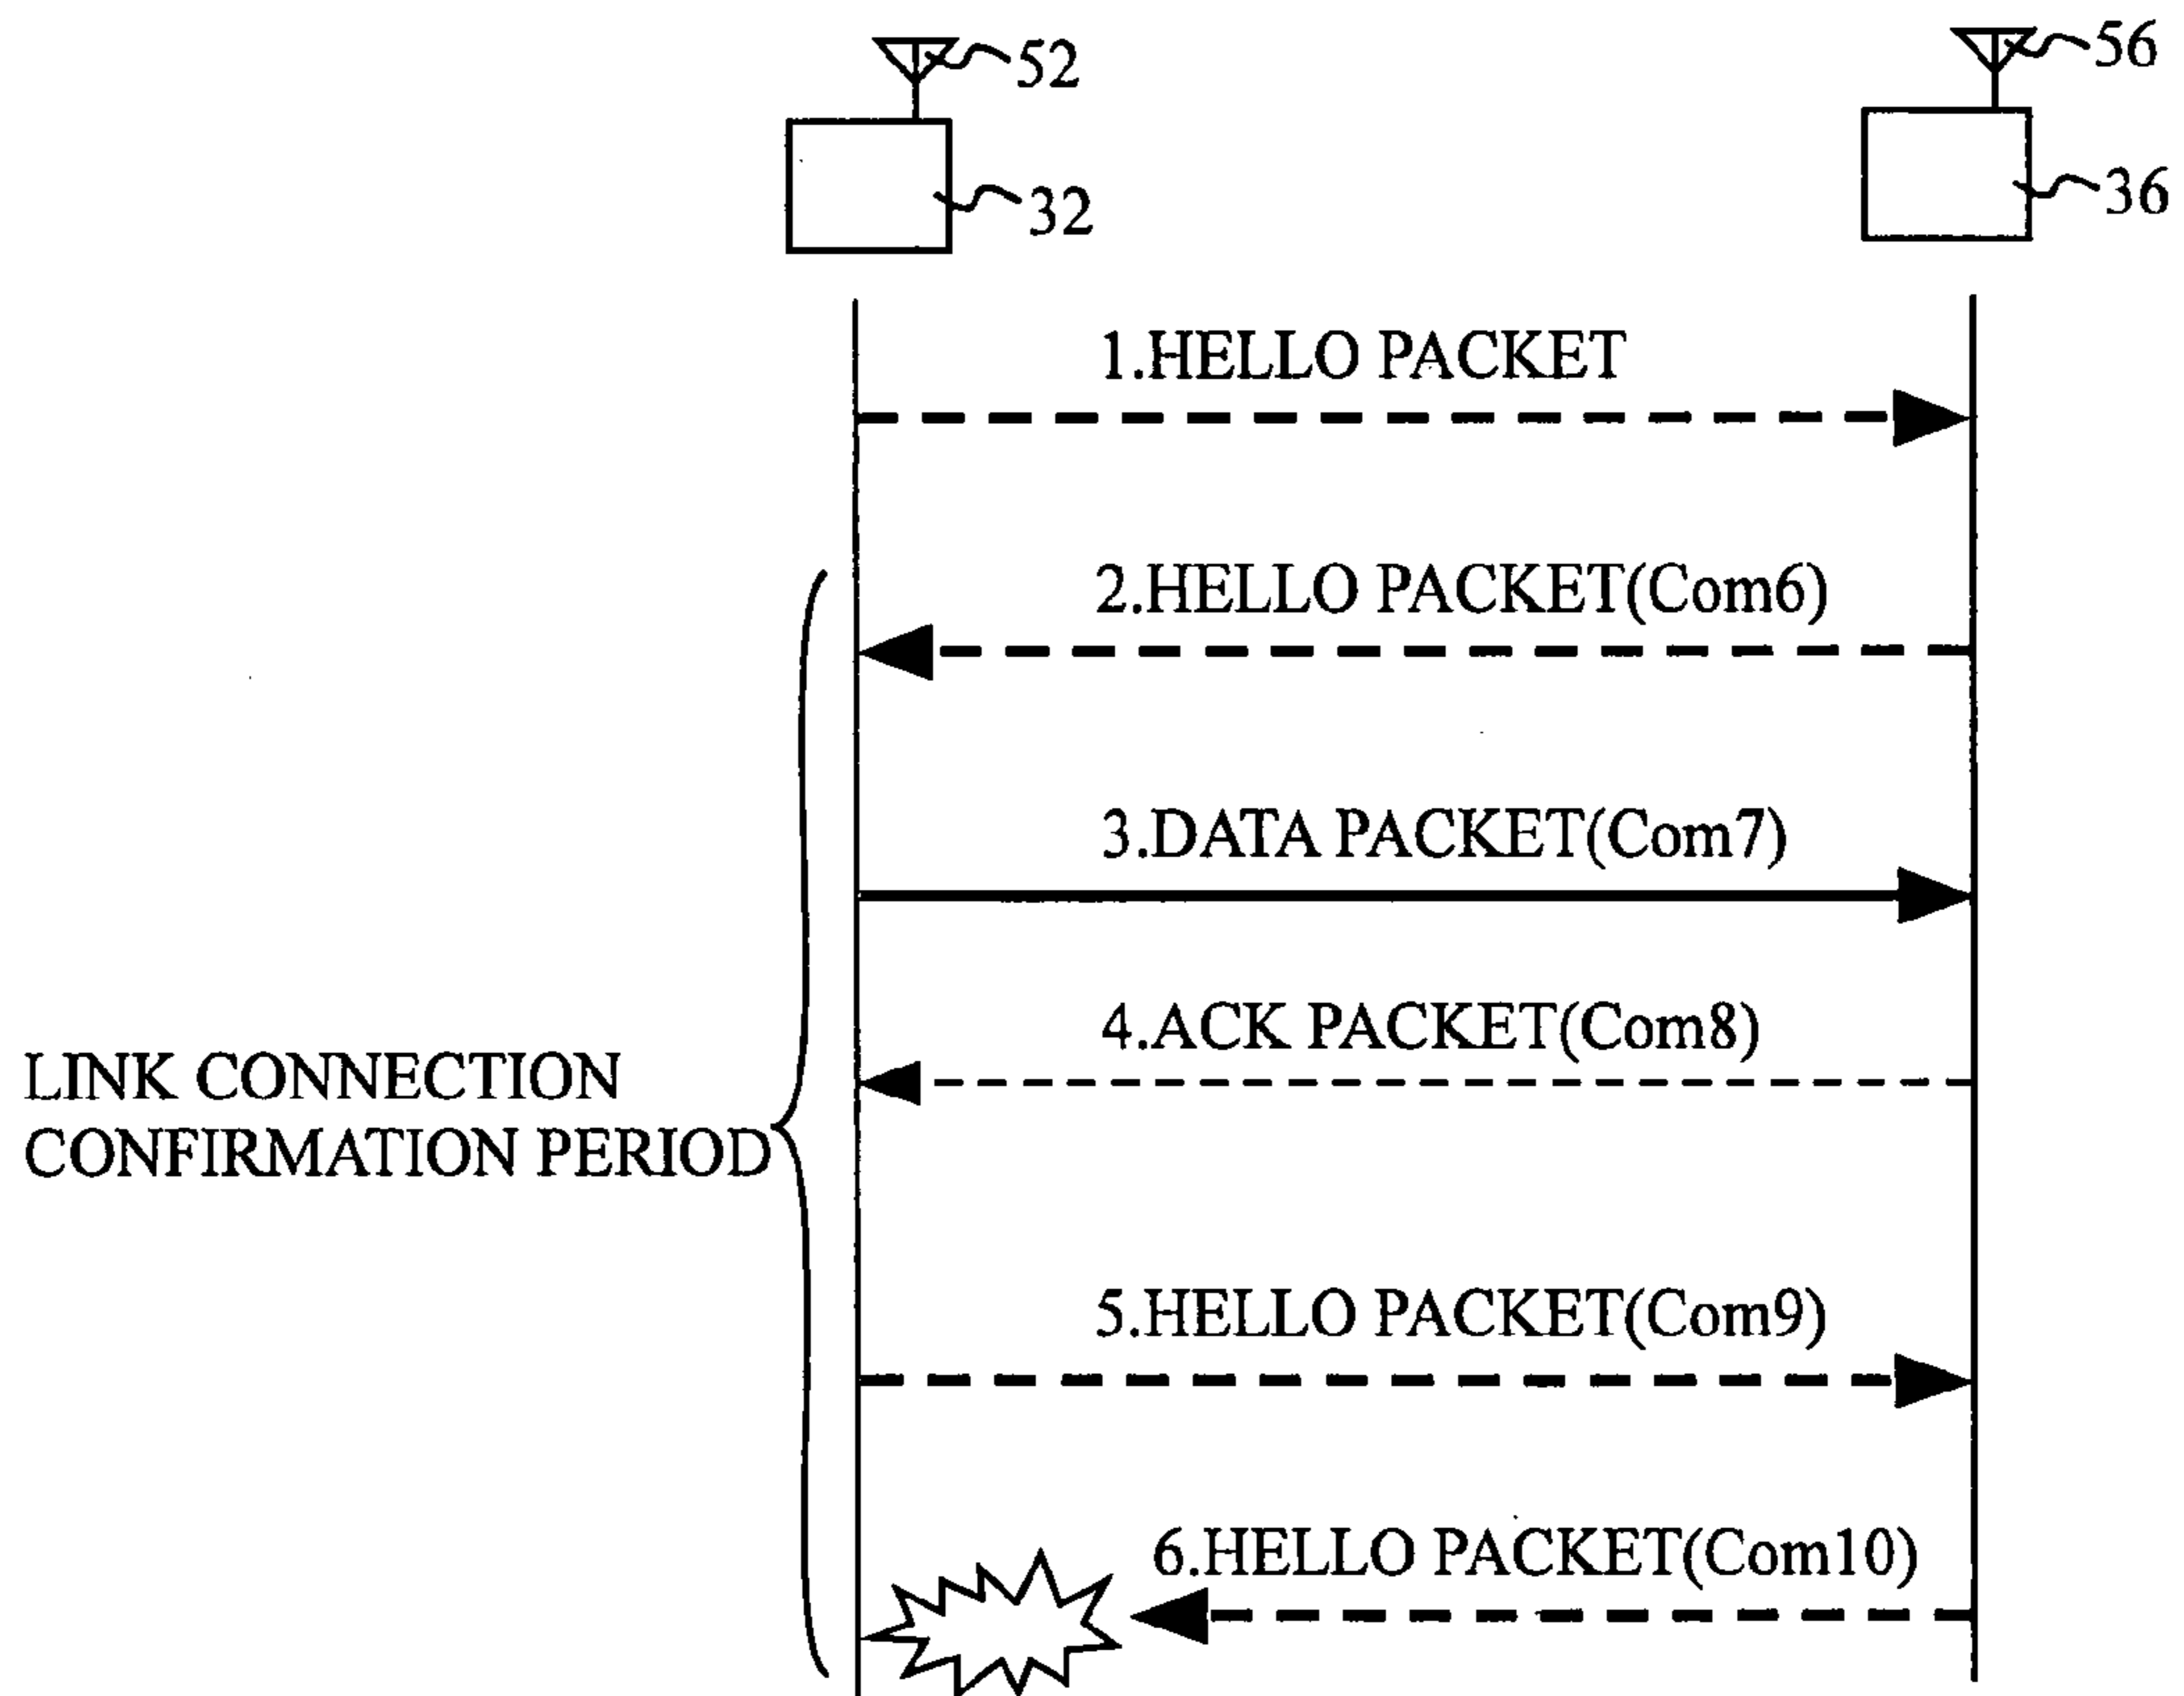 52
56
32
36
1.HELLO PACKET
2.HELLO PACKET(Com6)
3.DATA PACKET(Com7)
4.ACK PACKET(Com8)
LINK CONNECTION
CONFIRMATION PERIOD
5.HELLO PACKET(Com9)
6.HELLO PACKET(Com10)